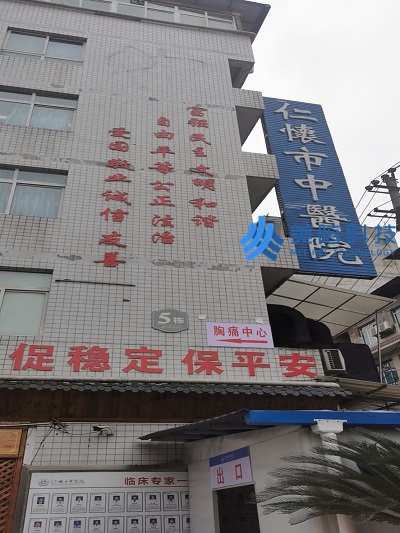 仁懷市中醫院
富强民主文明和谐
自由平等公正法治
爱国敬业诚信友善
5栋
胸痛中心
促稳定 保平安
出口
临床专家一